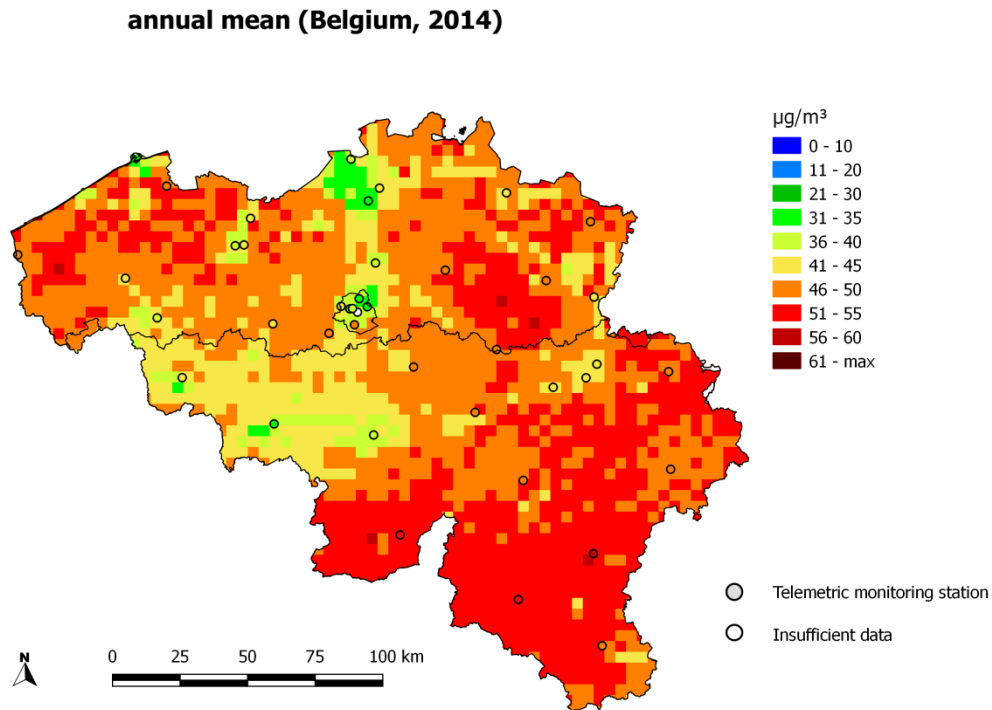 annual mean (Belgium, 2014)
µg/m³
0 - 10
11 - 20
21 - 30
31 - 35
36 - 40
41 - 45
46 - 50
51 - 55
56 - 60
61 - max
Telemetric monitoring station
Insufficient data
N
0 25 50 75 100 km